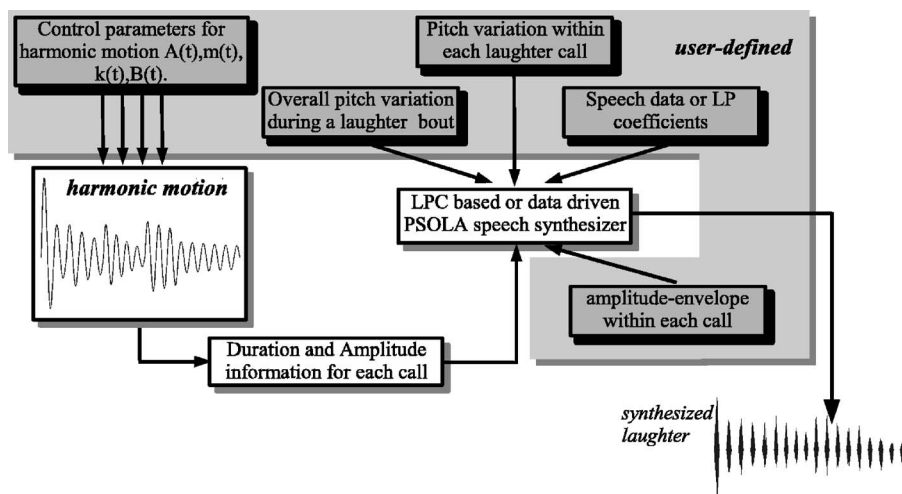 Control parameters for
harmonic motion A(t),m(t),
k(t),B(t).
Pitch variation within
each laughter call
user-defined
Overall pitch variation
during a laughter bout
Speech data or LP
coefficients
harmonic motion
LPC based or data driven
PSOLA speech synthesizer
amplitude-envelope
within each call
Duration and Amplitude
information for each call
synthesized
laughter